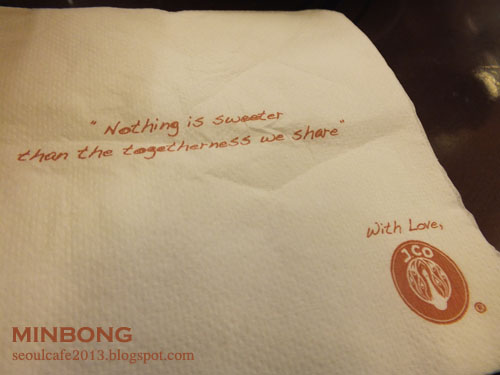 "Nothing is sweeter
than the togetherness we share"
With Love,
J.CO
®
MINBONG
seoulcafe2013.blogspot.com